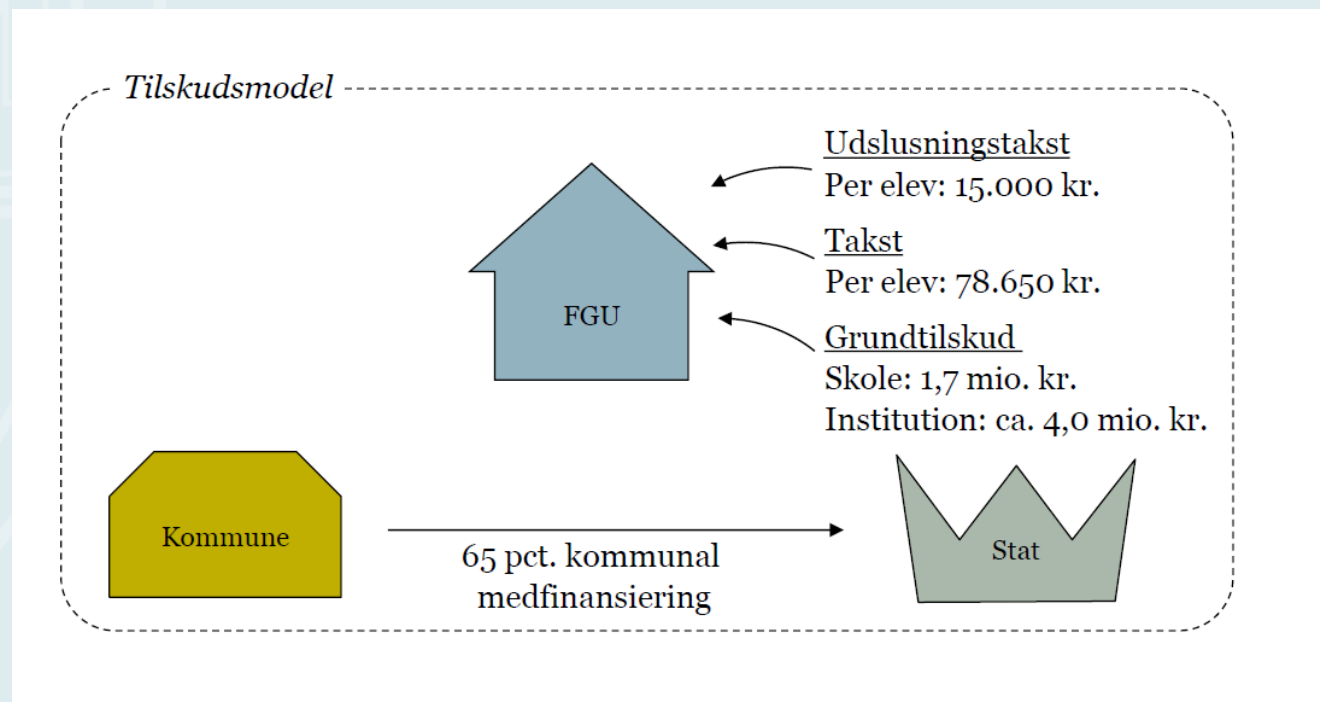 Tilskudsmodel
Udslusningstakst
Per elev: 15.000 kr.
Takst
Per elev: 78.650 kr.
FGU
Grundtilskud
Skole: 1,7 mio. kr.
Institution: ca. 4,0 mio. kr.
Kommune
65 pct. kommunal
medfinansiering
Stat